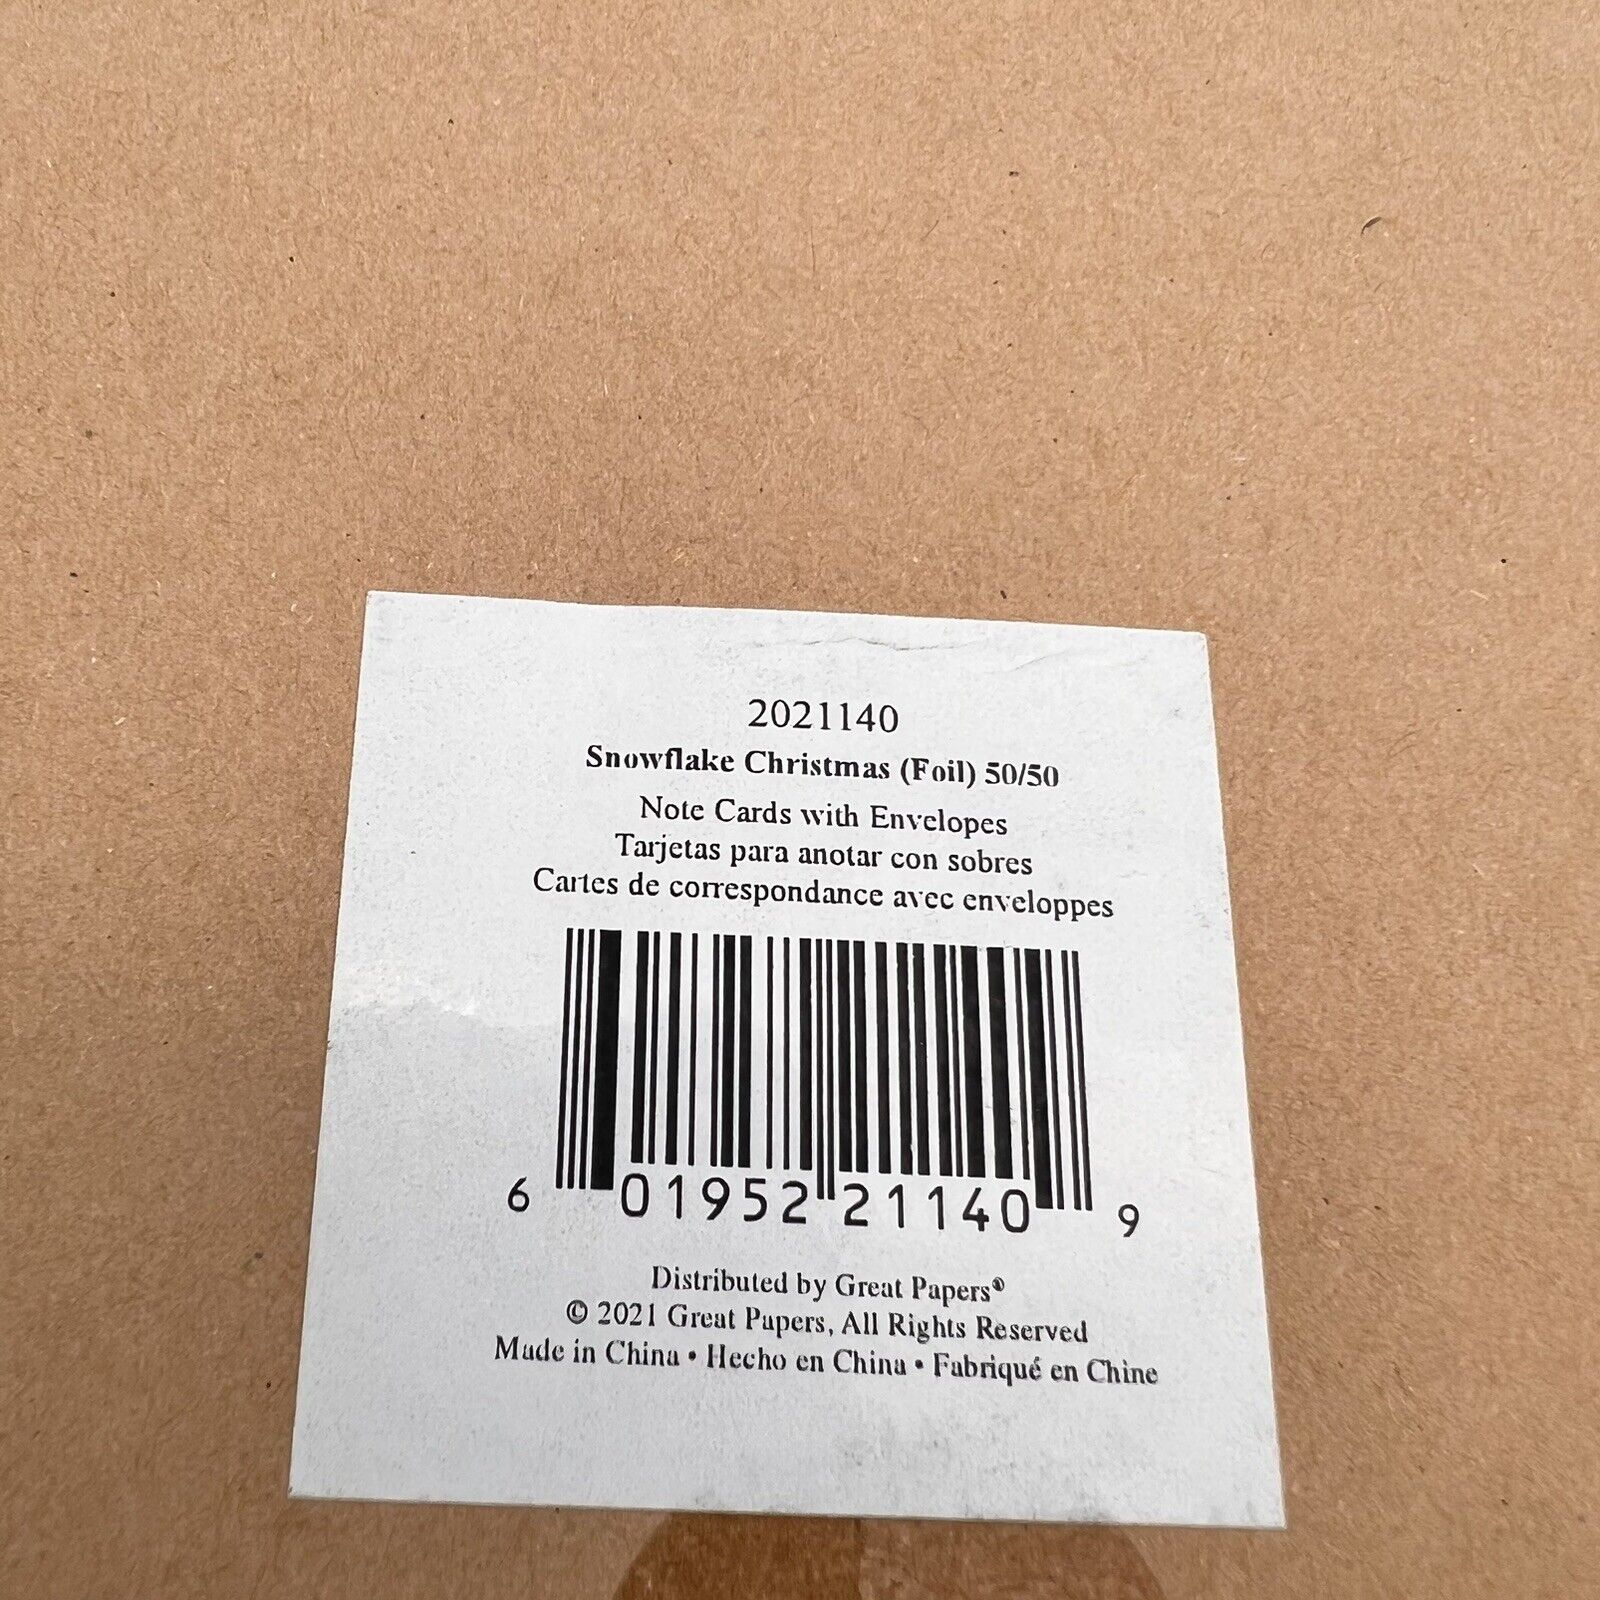 2021140
Snowflake Christmas (Foil) 50/50
Note Cards with Envelopes
Tarjetas para anotar con sobres
Cartes de correspondance avec enveloppes
6 01952 21140 9
Distributed by Great Papers®
© 2021 Great Papers, All Rights Reserved
Made in China • Hecho en China • Fabriqué en Chine